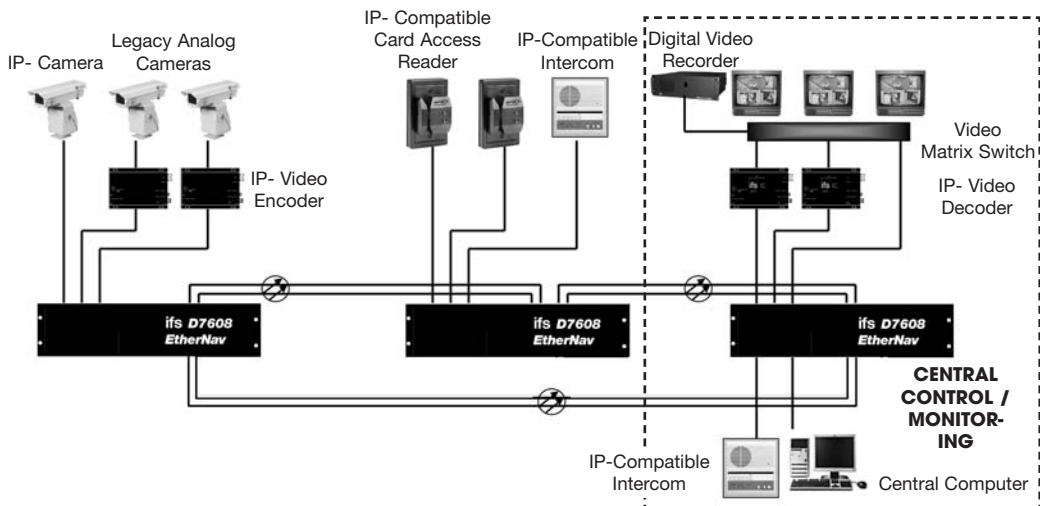 IP- Camera
Legacy Analog
Cameras
IP- Video
Encoder
IP- Compatible
Card Access
Reader
IP-Compatible
Intercom
Digital Video
Recorder
Video
Matrix Switch
IP- Video
Decoder
ifs D7608
EtherNav
ifs D7608
EtherNav
ifs D7608
EtherNav
CENTRAL
CONTROL /
MONITOR-
ING
IP-Compatible
Intercom
Central Computer